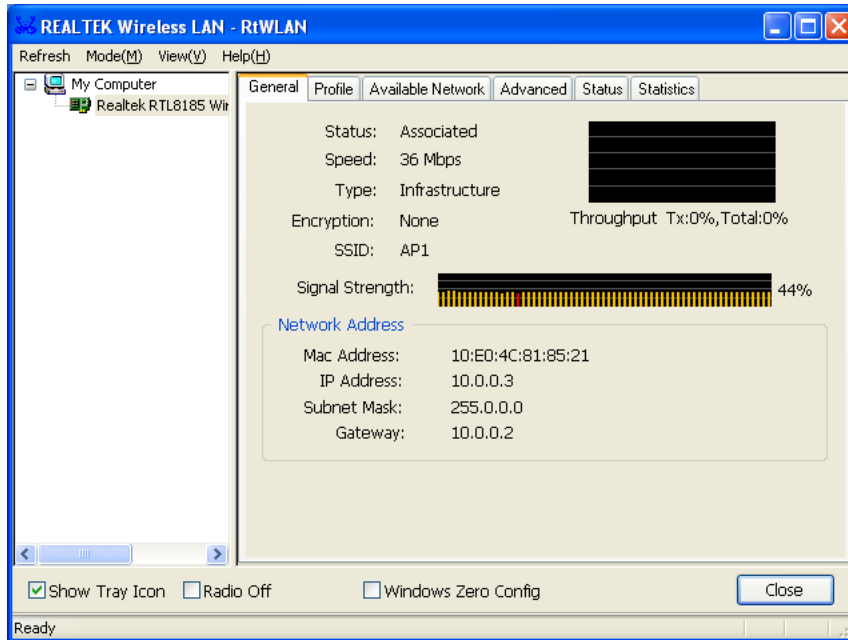 REALTEK Wireless LAN - RtWLAN
Refresh Mode(M) View(V) Help(H)
My Computer
Realtek RTL8185 Wir
General Profile Available Network Advanced Status Statistics
Status: Associated
Speed: 36 Mbps
Type: Infrastructure
Encryption: None
Throughput Tx:0%,Total:0%
SSID: AP1
Signal Strength: 44%
Network Address
Mac Address: 10:E0:4C:81:85:21
IP Address: 10.0.0.3
Subnet Mask: 255.0.0.0
Gateway: 10.0.0.2
Show Tray Icon Radio Off Windows Zero Config Close
Ready